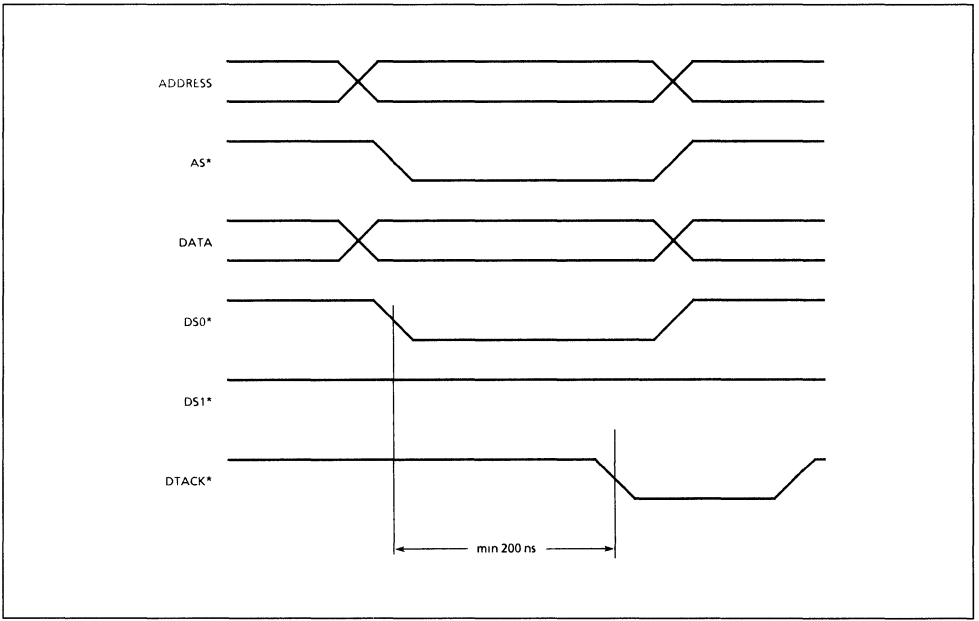 ADDRESS
AS*
DATA
DS0*
DS1*
DTACK*
min 200 ns